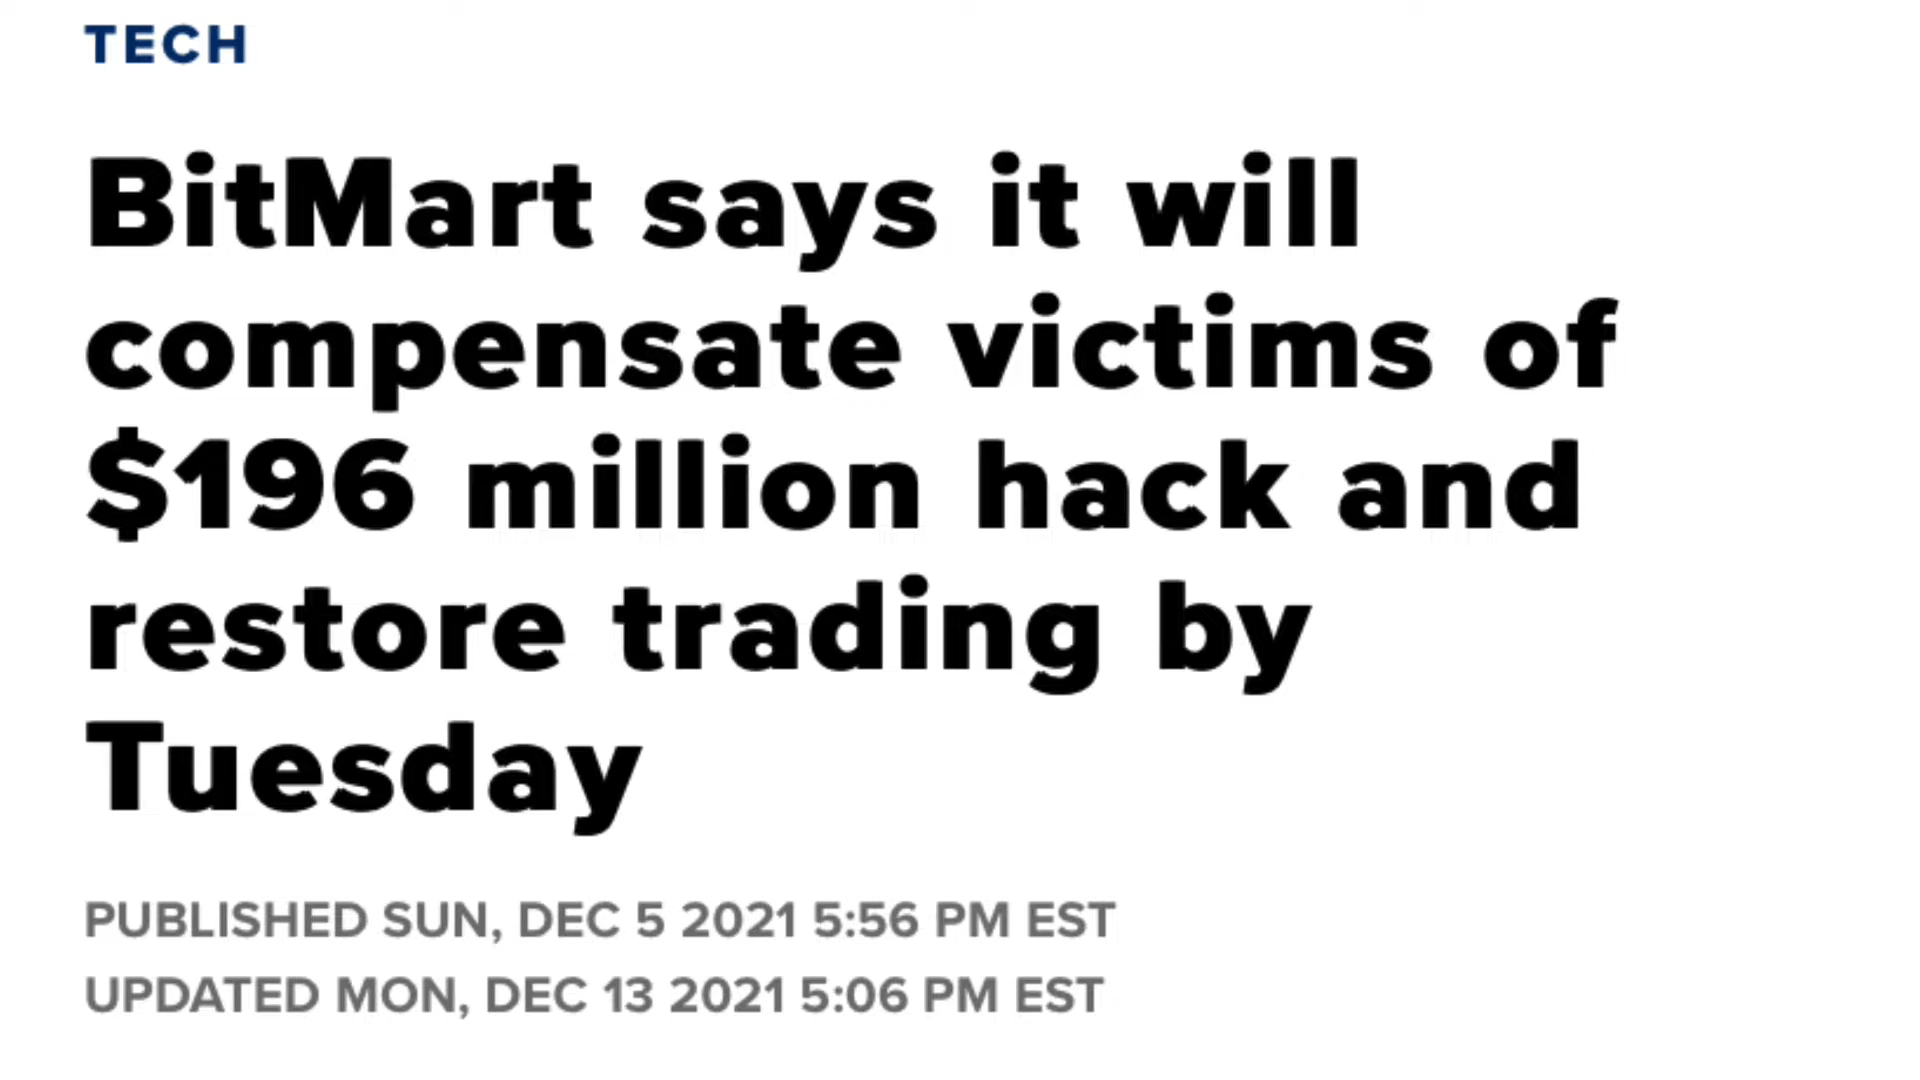 TECH
BitMart says it will
compensate victims of
$196 million hack and
restore trading by
Tuesday
PUBLISHED SUN, DEC 5 2021 5:56 PM EST
UPDATED MON, DEC 13 2021 5:06 PM EST